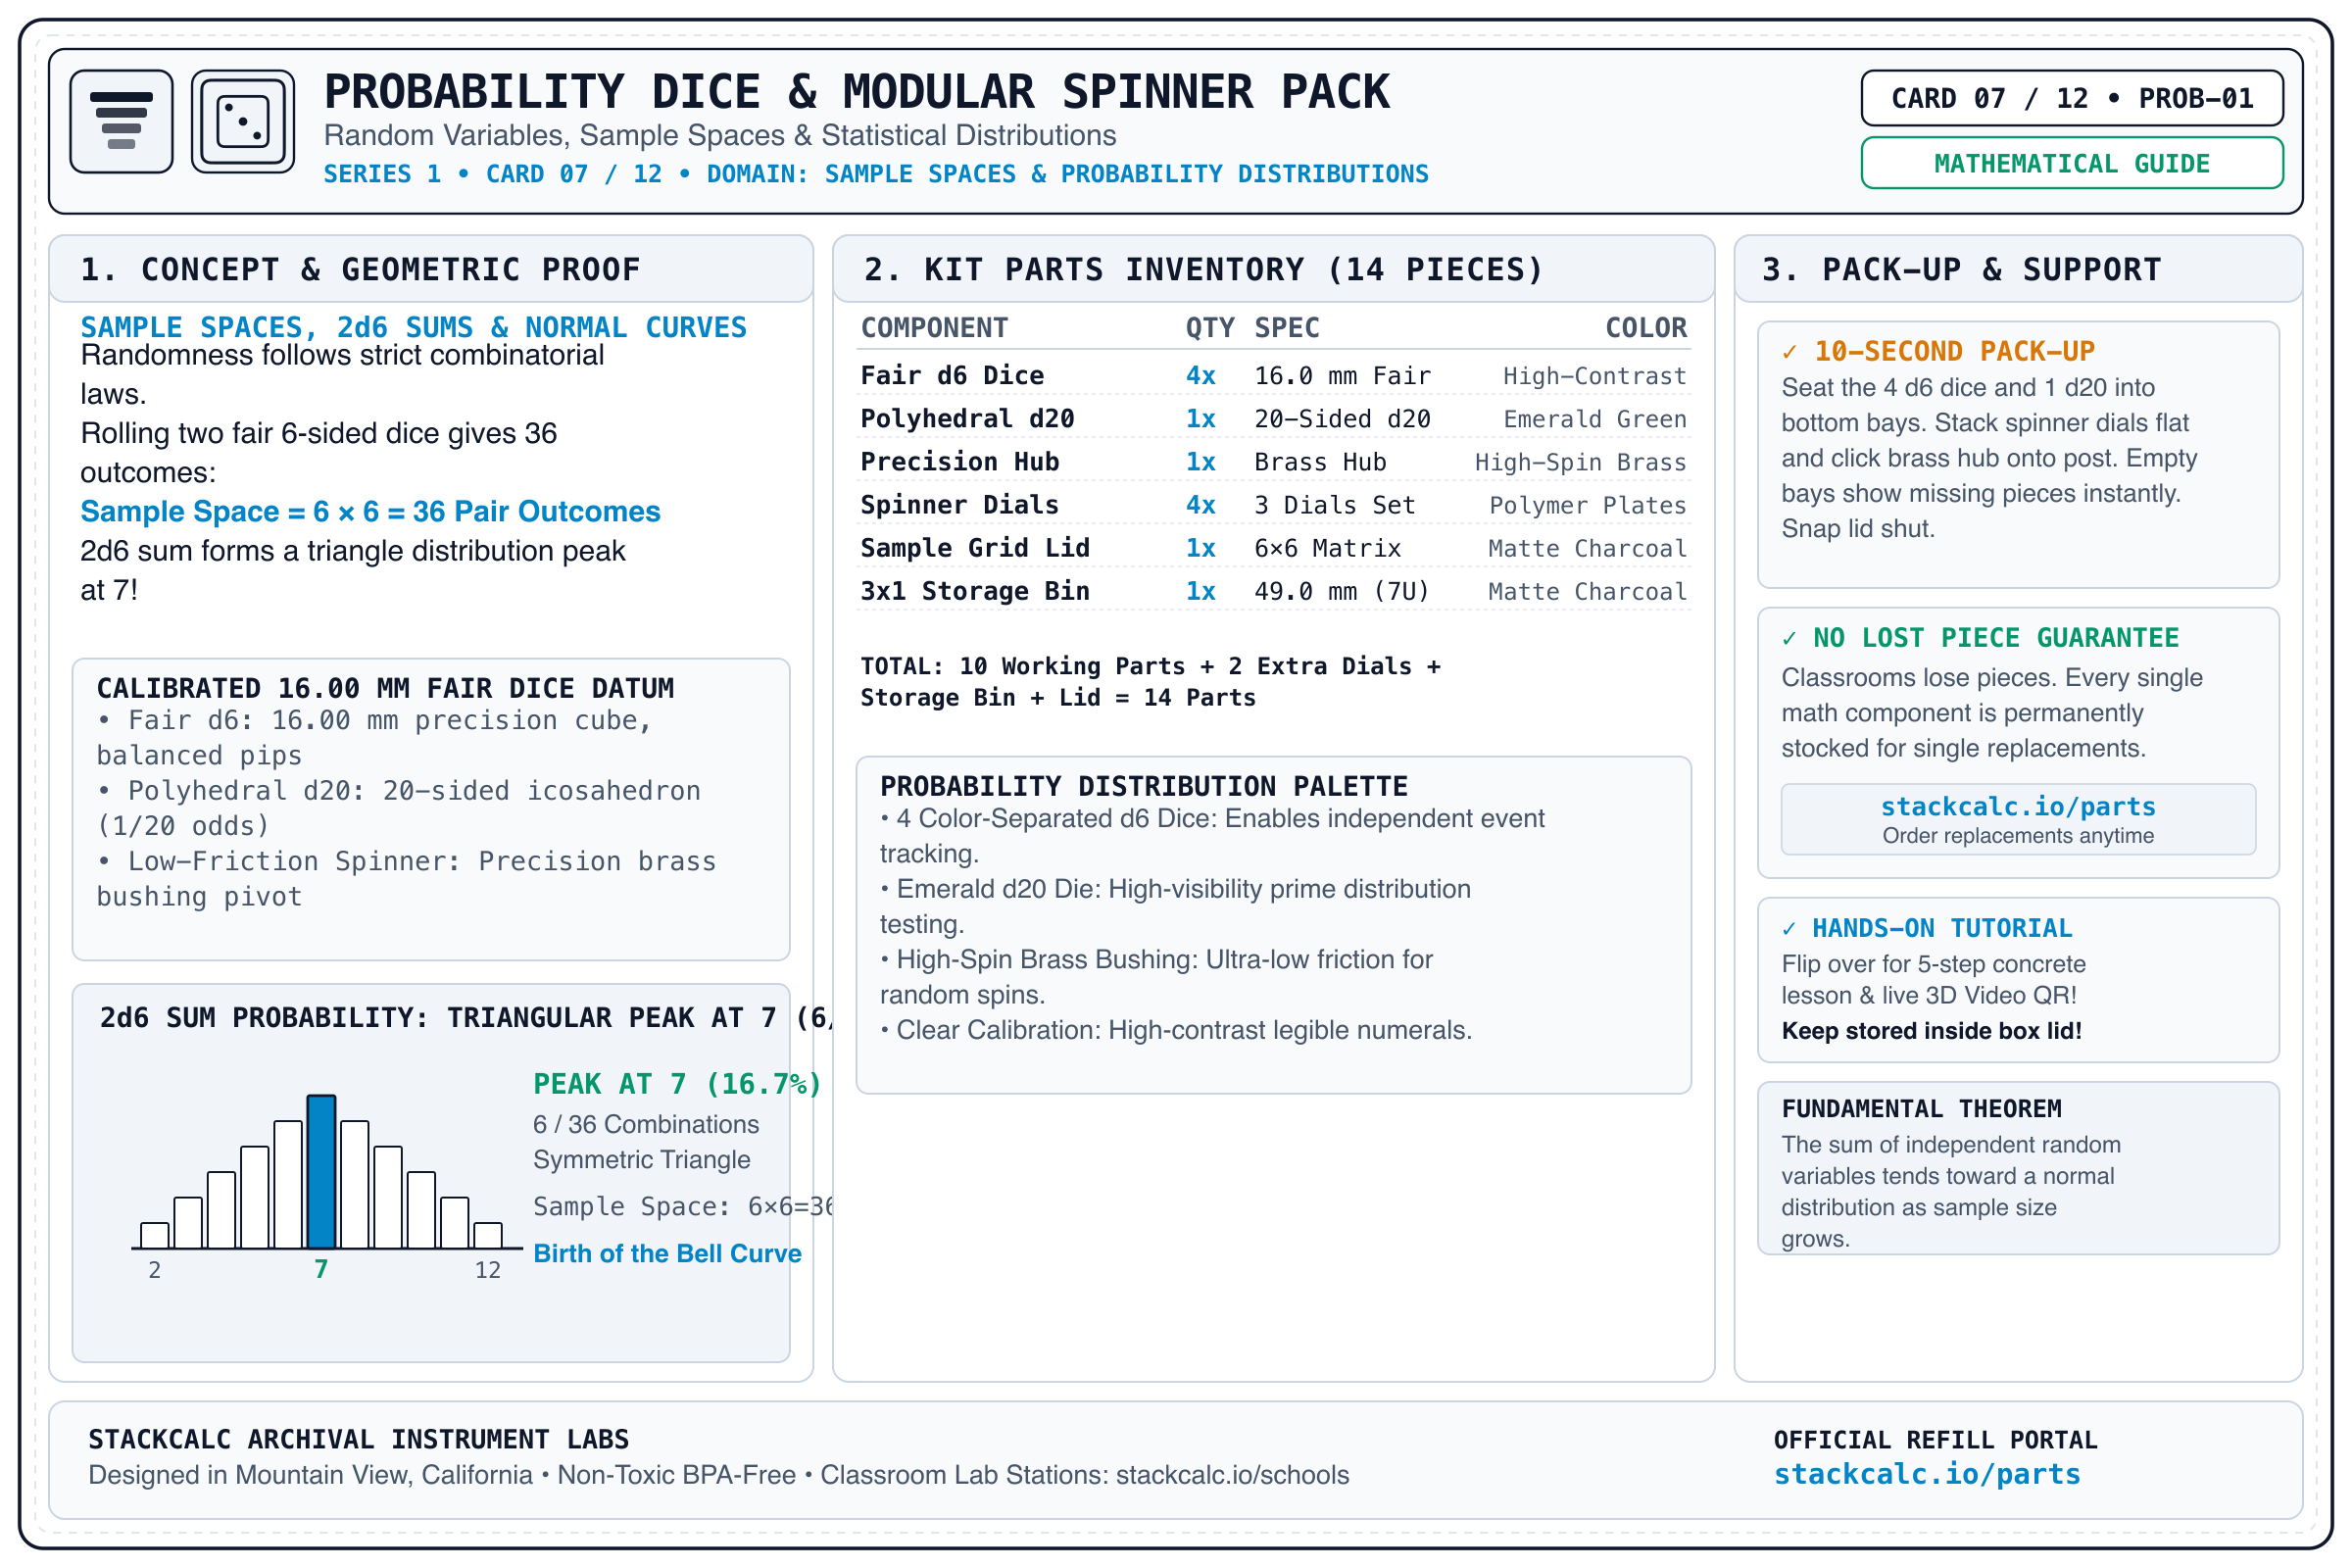 PROBABILITY DICE & MODULAR SPINNER PACK
Random Variables, Sample Spaces & Statistical Distributions
SERIES 1 • CARD 07 / 12 • DOMAIN: SAMPLE SPACES & PROBABILITY DISTRIBUTIONS
CARD 07 / 12 • PROB–01
MATHEMATICAL GUIDE
1. CONCEPT & GEOMETRIC PROOF
SAMPLE SPACES, 2d6 SUMS & NORMAL CURVES
Randomness follows strict combinatorial
laws.
Rolling two fair 6-sided dice gives 36
outcomes:
Sample Space = 6 × 6 = 36 Pair Outcomes
2d6 sum forms a triangle distribution peak
at 7!
CALIBRATED 16.00 MM FAIR DICE DATUM
• Fair d6: 16.00 mm precision cube,
balanced pips
• Polyhedral d20: 20–sided icosahedron
(1/20 odds)
• Low–Friction Spinner: Precision brass
bushing pivot
2d6 SUM PROBABILITY: TRIANGULAR PEAK AT 7 (6/
PEAK AT 7 (16.7%)
6 / 36 Combinations
Symmetric Triangle
Sample Space: 6×6=36
Birth of the Bell Curve
2 7 12
2. KIT PARTS INVENTORY (14 PIECES)
COMPONENT QTY SPEC COLOR
Fair d6 Dice 4x 16.0 mm Fair High–Contrast
Polyhedral d20 1x 20–Sided d20 Emerald Green
Precision Hub 1x Brass Hub High–Spin Brass
Spinner Dials 4x 3 Dials Set Polymer Plates
Sample Grid Lid 1x 6×6 Matrix Matte Charcoal
3x1 Storage Bin 1x 49.0 mm (7U) Matte Charcoal
TOTAL: 10 Working Parts + 2 Extra Dials +
Storage Bin + Lid = 14 Parts
PROBABILITY DISTRIBUTION PALETTE
• 4 Color-Separated d6 Dice: Enables independent event
tracking.
• Emerald d20 Die: High-visibility prime distribution
testing.
• High-Spin Brass Bushing: Ultra-low friction for
random spins.
• Clear Calibration: High-contrast legible numerals.
3. PACK–UP & SUPPORT
✓ 10–SECOND PACK–UP
Seat the 4 d6 dice and 1 d20 into
bottom bays. Stack spinner dials flat
and click brass hub onto post. Empty
bays show missing pieces instantly.
Snap lid shut.
✓ NO LOST PIECE GUARANTEE
Classrooms lose pieces. Every single
math component is permanently
stocked for single replacements.
stackcalc.io/parts
Order replacements anytime
✓ HANDS–ON TUTORIAL
Flip over for 5-step concrete
lesson & live 3D Video QR!
Keep stored inside box lid!
FUNDAMENTAL THEOREM
The sum of independent random
variables tends toward a normal
distribution as sample size
grows.
STACKCALC ARCHIVAL INSTRUMENT LABS
Designed in Mountain View, California • Non-Toxic BPA-Free • Classroom Lab Stations: stackcalc.io/schools
OFFICIAL REFILL PORTAL
stackcalc.io/parts